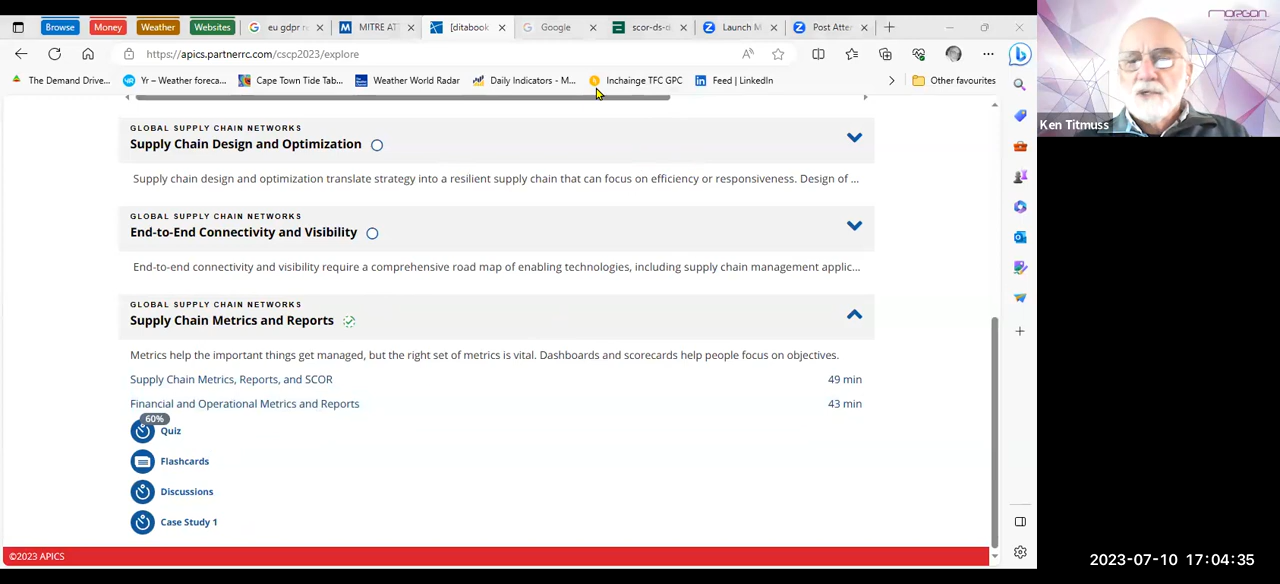 Browse Money Weather Websites eu gdpr MITRE AT [ditabook Google scor-ds- Launch M Post Atten
https://apics.partnerrc.com/cscp2023/explore
The Demand Drive... Yr – Weather foreca... Cape Town Tide Tab... Weather World Radar Daily Indicators - M... Inchainge TFC GPC Feed | LinkedIn Other favourites
MORGON
Ken Titmuss
GLOBAL SUPPLY CHAIN NETWORKS
Supply Chain Design and Optimization
Supply chain design and optimization translate strategy into a resilient supply chain that can focus on efficiency or responsiveness. Design of ...
GLOBAL SUPPLY CHAIN NETWORKS
End-to-End Connectivity and Visibility
End-to-end connectivity and visibility require a comprehensive road map of enabling technologies, including supply chain management applic...
GLOBAL SUPPLY CHAIN NETWORKS
Supply Chain Metrics and Reports
Metrics help the important things get managed, but the right set of metrics is vital. Dashboards and scorecards help people focus on objectives.
Supply Chain Metrics, Reports, and SCOR 49 min
Financial and Operational Metrics and Reports 43 min
60%
Quiz
Flashcards
Discussions
Case Study 1
©2023 APICS
2023-07-10 17:04:35